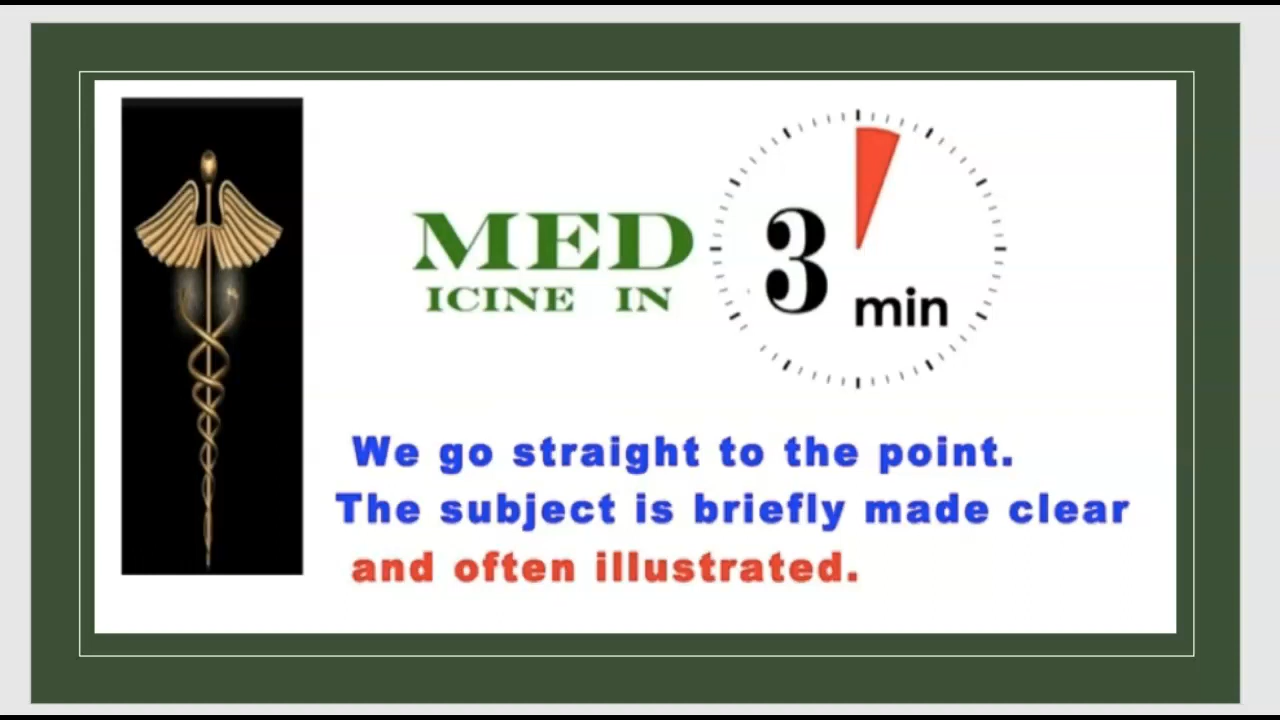 MED
ICINE IN
3
min
We go straight to the point.
The subject is briefly made clear
and often illustrated.